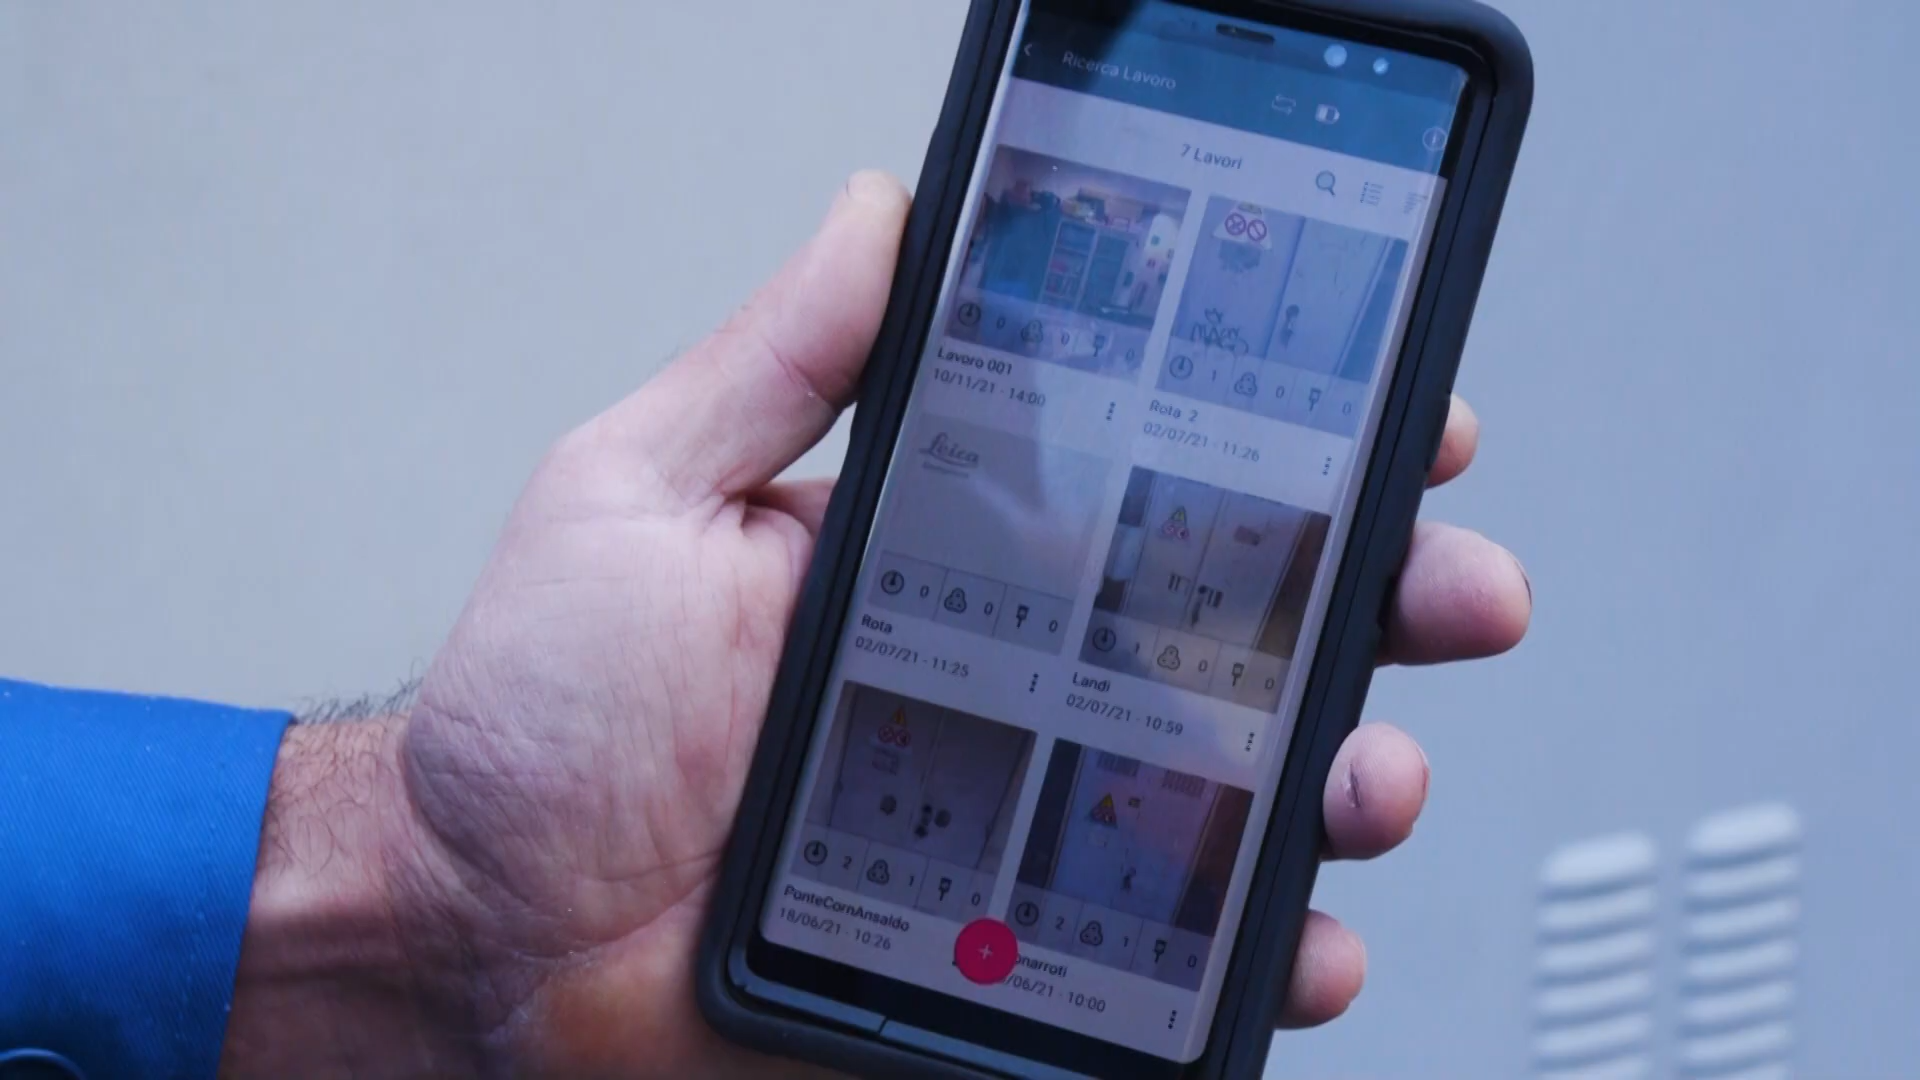 Ricerca Lavoro
7 Lavori
0 0 0
Lavoro 001
10/11/21 - 14:00
1 0 0
Rota 2
02/07/21 - 11:26
Leica
0 0 0
Rota
02/07/21 - 11:25
1 0 0
Landi
02/07/21 - 10:59
2 1 0
PonteCornAnsaldo
18/06/21 - 10:26
2 1 0
onarroti
/06/21 - 10:00